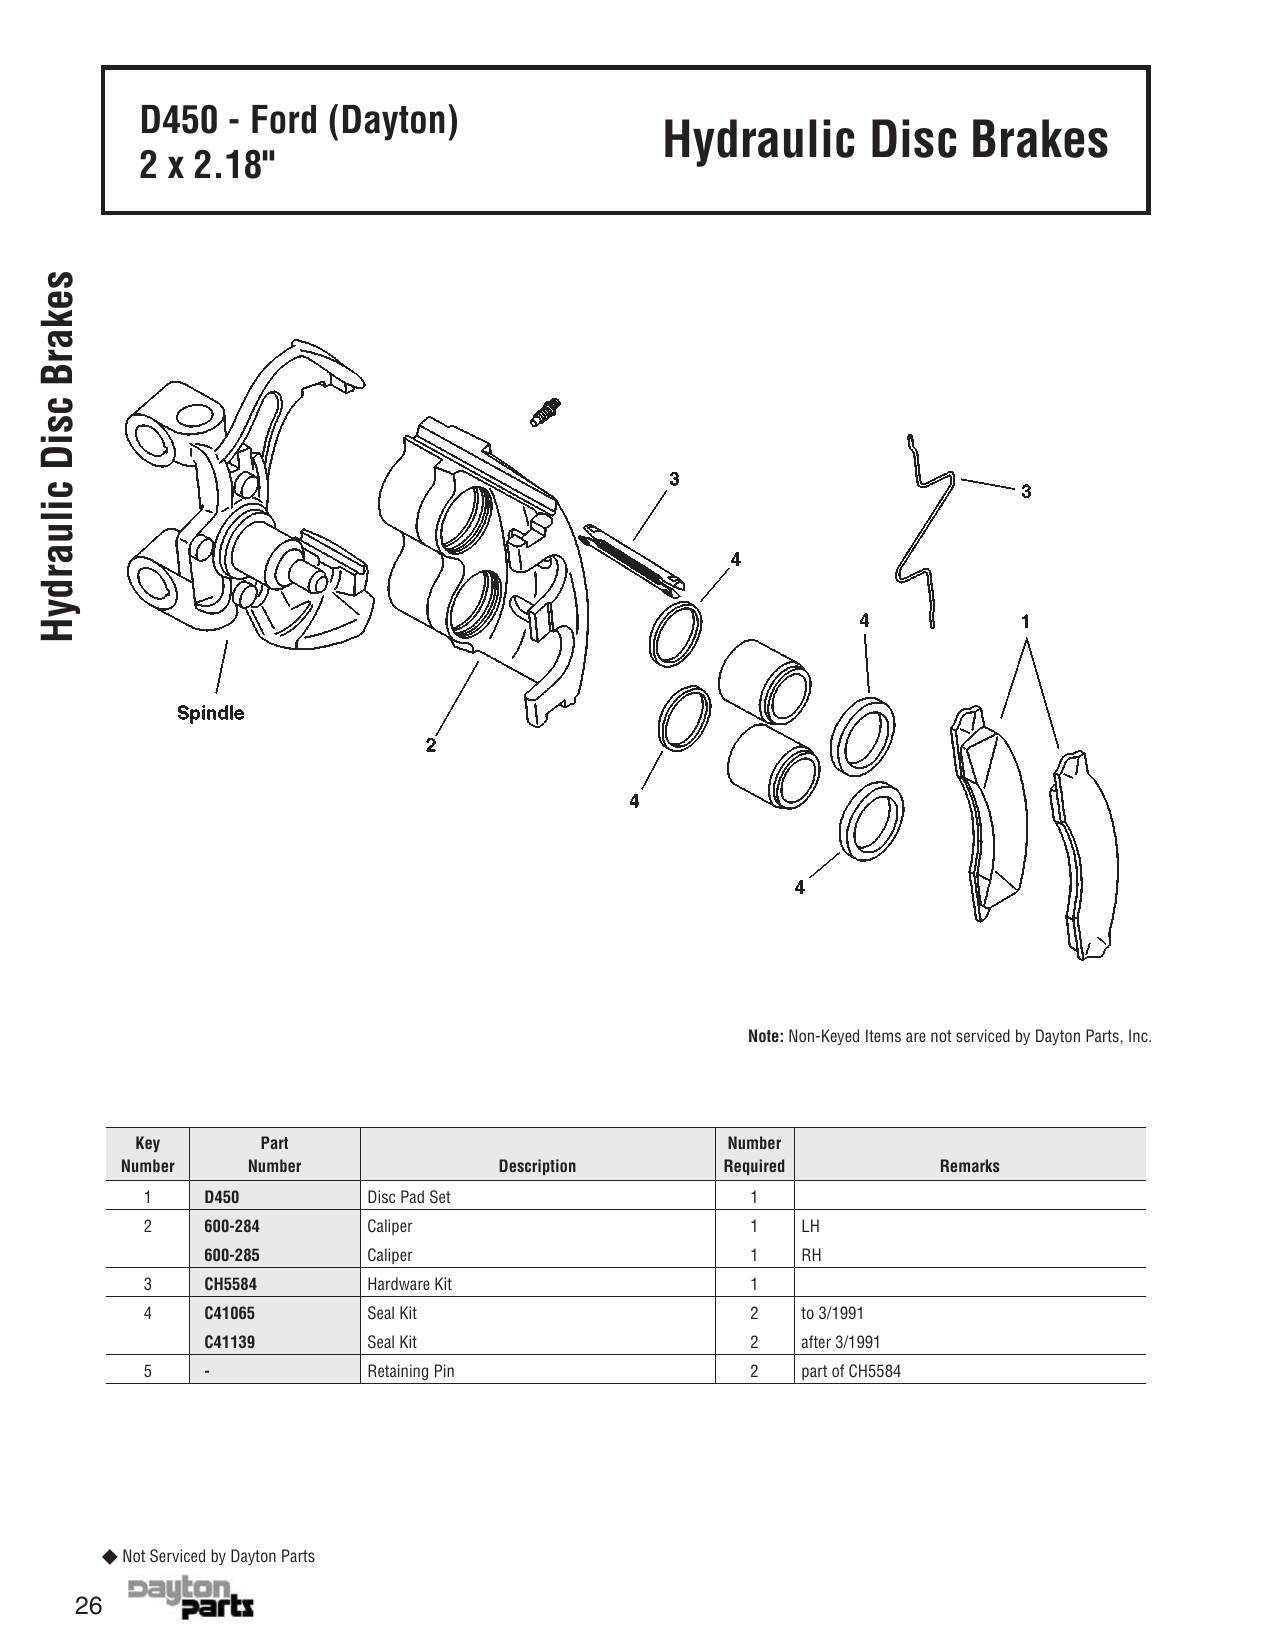 D450 - Ford (Dayton)
2 x 2.18"
Hydraulic Disc Brakes
Hydraulic Disc Brakes
3
3
4
4
1
Spindle
2
4
4
Note: Non-Keyed Items are not serviced by Dayton Parts, Inc.
Key Number Part Number Description Number Required Remarks
1 D450 Disc Pad Set 1
2 600-284 Caliper 1 LH
600-285 Caliper 1 RH
3 CH5584 Hardware Kit 1
4 C41065 Seal Kit 2 to 3/1991
C41139 Seal Kit 2 after 3/1991
5 - Retaining Pin 2 part of CH5584
◆ Not Serviced by Dayton Parts
26
Dayton
parts